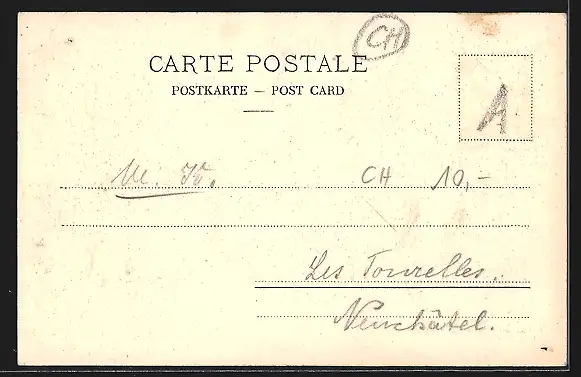 CH
CARTE POSTALE
POSTKARTE — POST CARD
A
CH 10,-
Les Tourelles.
Neuchâtel.